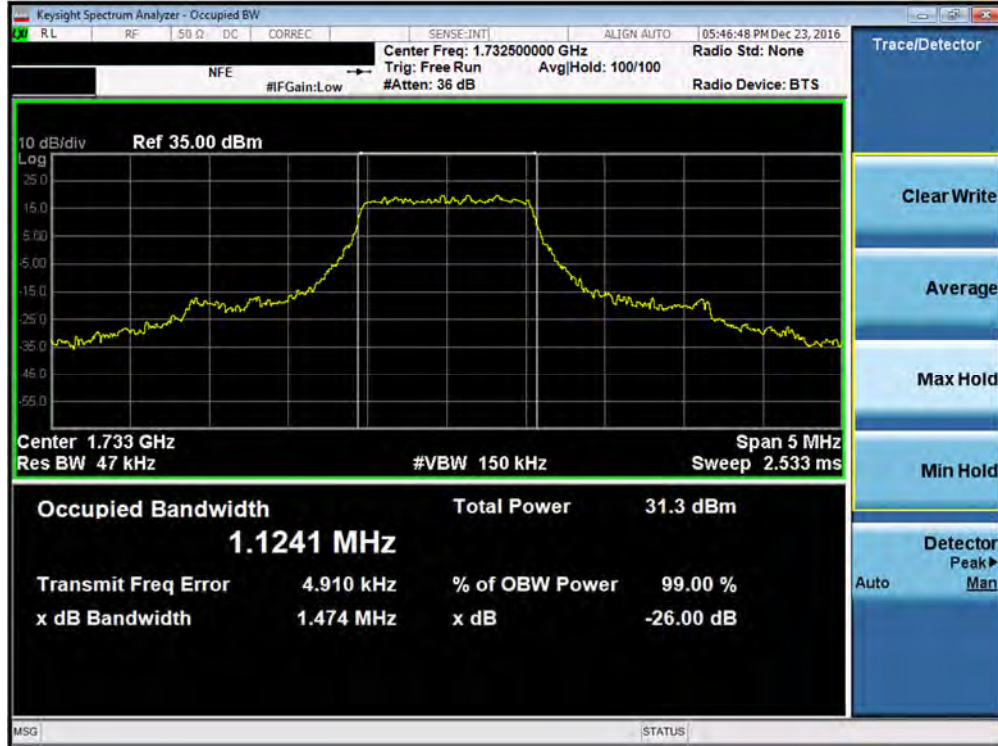 Keysight Spectrum Analyzer - Occupied BW
LXI RL RF 50 Ω DC CORREC SENSE:INT ALIGN AUTO 05:46:48 PM Dec 23, 2016
Center Freq: 1.732500000 GHz Radio Std: None
NFE Trig: Free Run Avg|Hold: 100/100
#IFGain:Low #Atten: 36 dB Radio Device: BTS
10 dB/div Ref 35.00 dBm
Log
25.0
15.0
5.00
-5.00
-15.0
-25.0
-35.0
-45.0
-55.0
Center 1.733 GHz Span 5 MHz
Res BW 47 kHz #VBW 150 kHz Sweep 2.533 ms
Occupied Bandwidth Total Power 31.3 dBm
1.1241 MHz
Transmit Freq Error 4.910 kHz % of OBW Power 99.00 %
x dB Bandwidth 1.474 MHz x dB -26.00 dB
MSG STATUS
Trace/Detector
Clear Write
Average
Max Hold
Min Hold
Detector
Peak▶
Auto Man